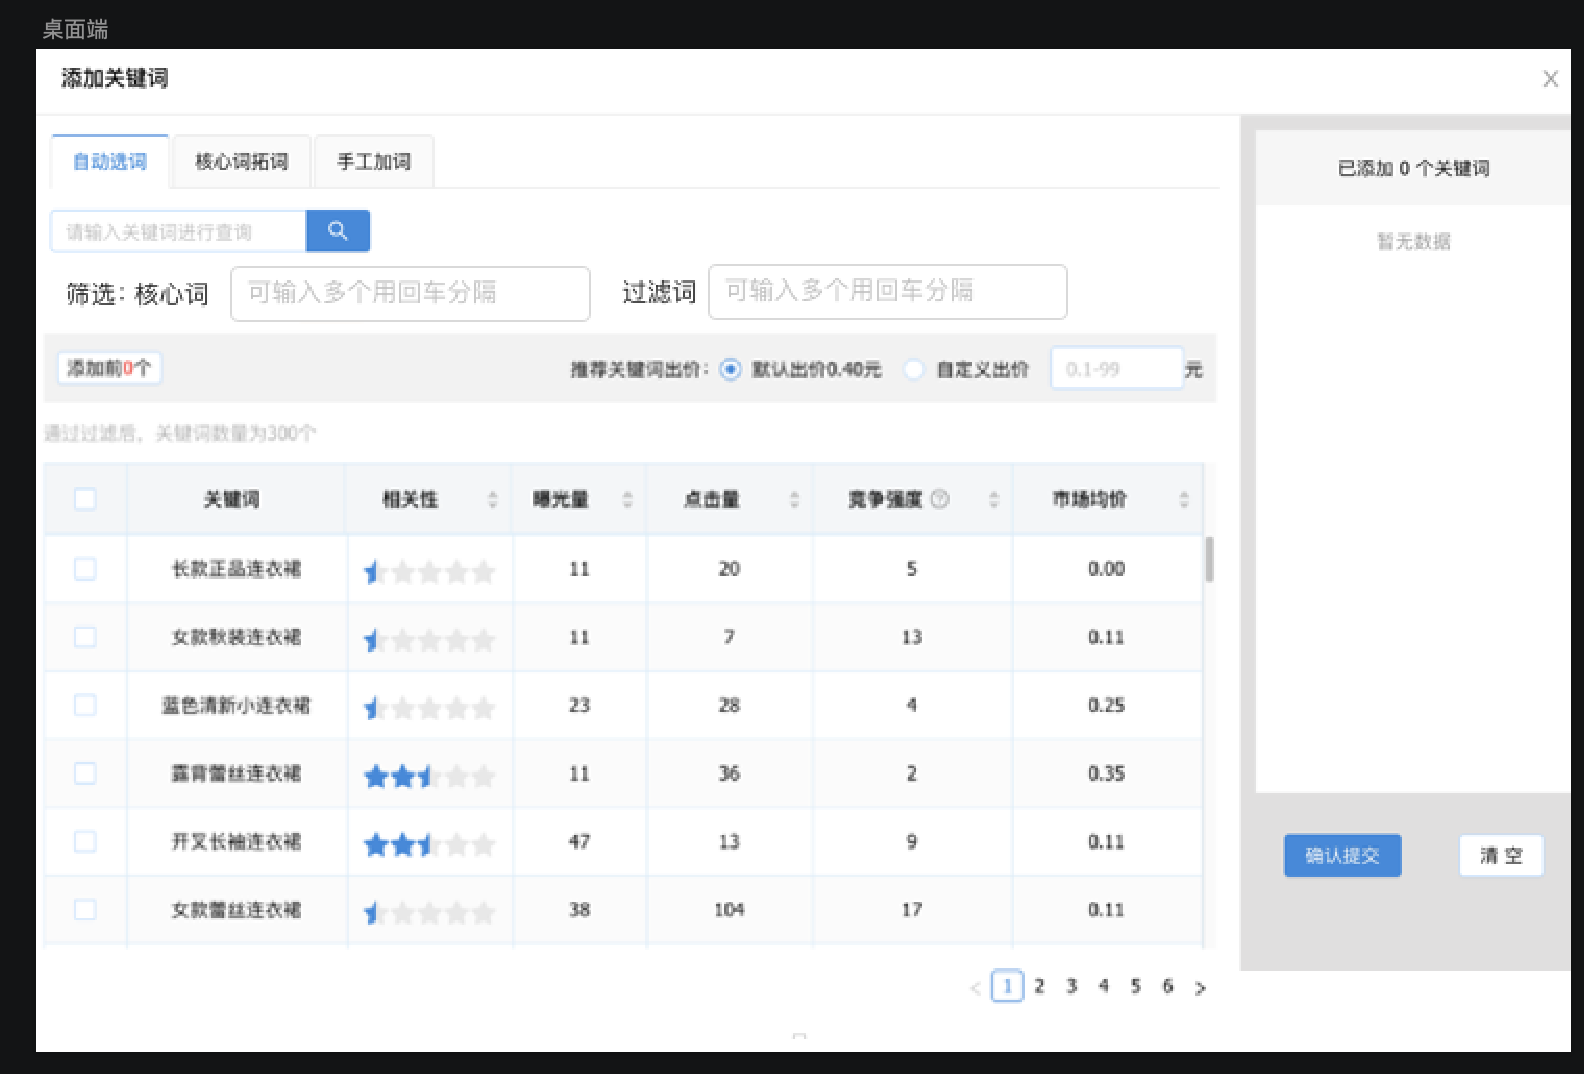 桌面端
添加关键词
自动选词 核心词拓词 手工加词
请输入关键词进行查询
筛选：核心词 可输入多个用回车分隔 过滤词 可输入多个用回车分隔
添加前0个 推荐关键词出价： 默认出价0.40元 自定义出价 0.1-99 元
通过过滤后，关键词数量为300个
关键词 相关性 曝光量 点击量 竞争强度 市场均价
长款正品连衣裙 11 20 5 0.00
女款秋装连衣裙 11 7 13 0.11
蓝色清新小连衣裙 23 28 4 0.25
露背蕾丝连衣裙 11 36 2 0.35
开叉长袖连衣裙 47 13 9 0.11
女款蕾丝连衣裙 38 104 17 0.11
< 1 2 3 4 5 6 >
已添加 0 个关键词
暂无数据
确认提交 清空